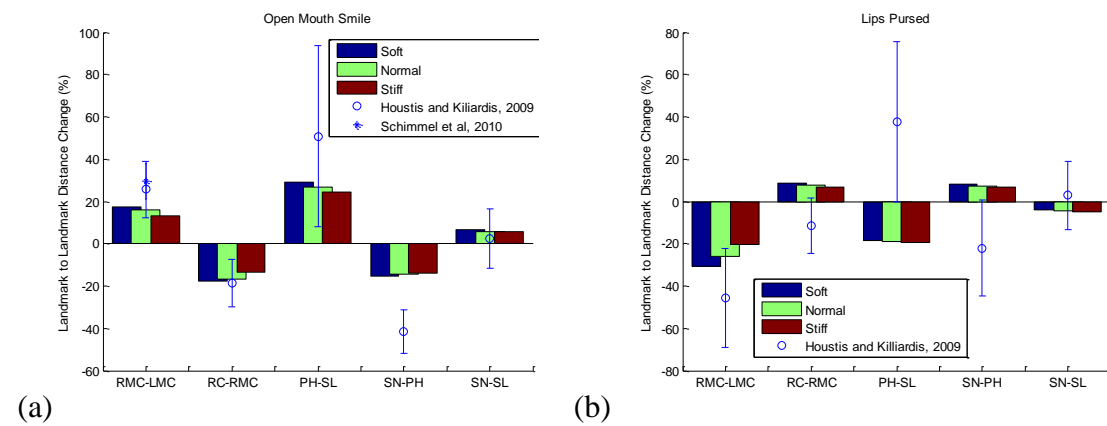 Open Mouth Smile
Landmark to Landmark Distance Change (%)
100
80
60
40
20
0
-20
-40
-60
Soft
Normal
Stiff
Houstis and Kiliardis, 2009
Schimmel et al, 2010
RMC-LMC RC-RMC PH-SL SN-PH SN-SL
(a)
Lips Pursed
Landmark to Landmark Distance Change (%)
80
60
40
20
0
-20
-40
-60
-80
Soft
Normal
Stiff
Houstis and Killiardis, 2009
RMC-LMC RC-RMC PH-SL SN-PH SN-SL
(b)